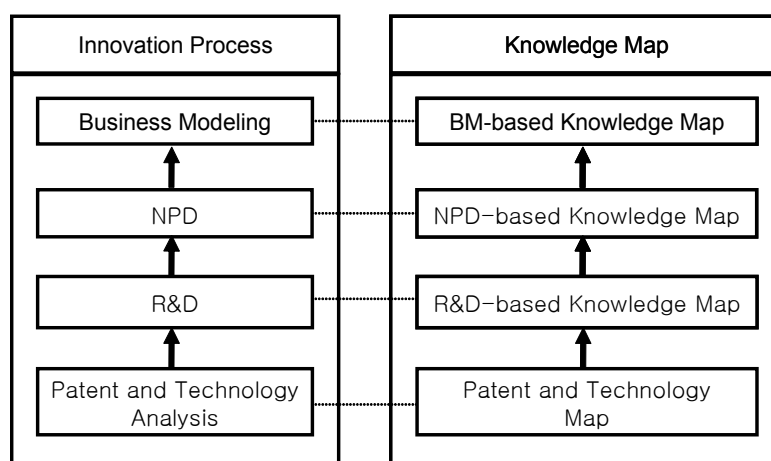 Innovation Process
Knowledge Map
Business Modeling
BM-based Knowledge Map
NPD
NPD-based Knowledge Map
R&D
R&D-based Knowledge Map
Patent and Technology
Analysis
Patent and Technology
Map